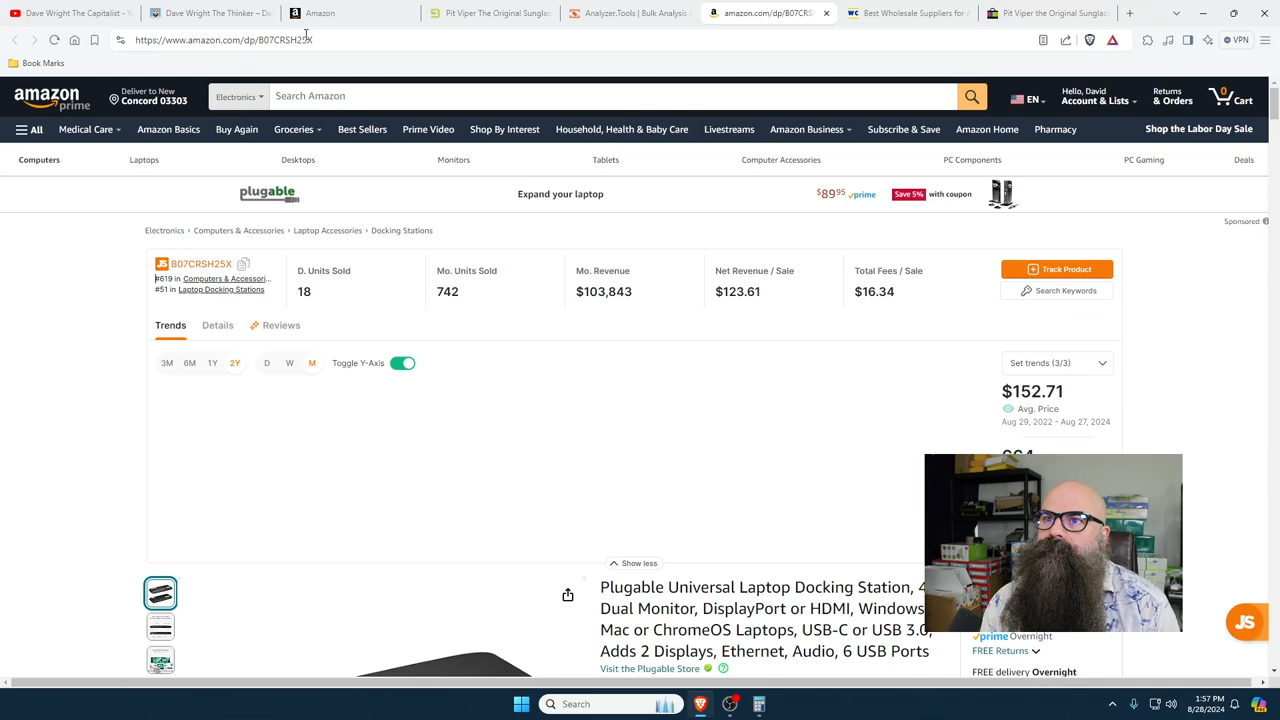 Dave Wright The Capitalist - Y
Dave Wright The Thinker – De
Amazon
Pit Viper The Original Sunglas
Analyzer.Tools | Bulk Analysis
amazon.com/dp/B07CRS
Best Wholesale Suppliers for A
Pit Viper the Original Sunglass
https://www.amazon.com/dp/B07CRSH25X
VPN
Book Marks
amazon prime
Deliver to New
Concord 03303
Electronics
Search Amazon
EN
Hello, David
Account & Lists
Returns
& Orders
0
Cart
All
Medical Care
Amazon Basics
Buy Again
Groceries
Best Sellers
Prime Video
Shop By Interest
Household, Health & Baby Care
Livestreams
Amazon Business
Subscribe & Save
Amazon Home
Pharmacy
Shop the Labor Day Sale
Computers
Laptops
Desktops
Monitors
Tablets
Computer Accessories
PC Components
PC Gaming
Deals
plugable
Expand your laptop
$89.95 prime
Save 5% with coupon
Sponsored
Electronics › Computers & Accessories › Laptop Accessories › Docking Stations
JS B07CRSH25X
#619 in Computers & Accessori...
#51 in Laptop Docking Stations
D. Units Sold
18
Mo. Units Sold
742
Mo. Revenue
$103,843
Net Revenue / Sale
$123.61
Total Fees / Sale
$16.34
Track Product
Search Keywords
Trends
Details
Reviews
3M 6M 1Y 2Y
D W M
Toggle Y-Axis
Set trends (3/3)
$152.71
Avg. Price
Aug 29, 2022 - Aug 27, 2024
Show less
Plugable Universal Laptop Docking Station, 4
Dual Monitor, DisplayPort or HDMI, Windows
Mac or ChromeOS Laptops, USB-C or USB 3.0,
Adds 2 Displays, Ethernet, Audio, 6 USB Ports
Visit the Plugable Store
prime Overnight
FREE Returns
FREE delivery Overnight
JS
Search
1:57 PM
8/28/2024